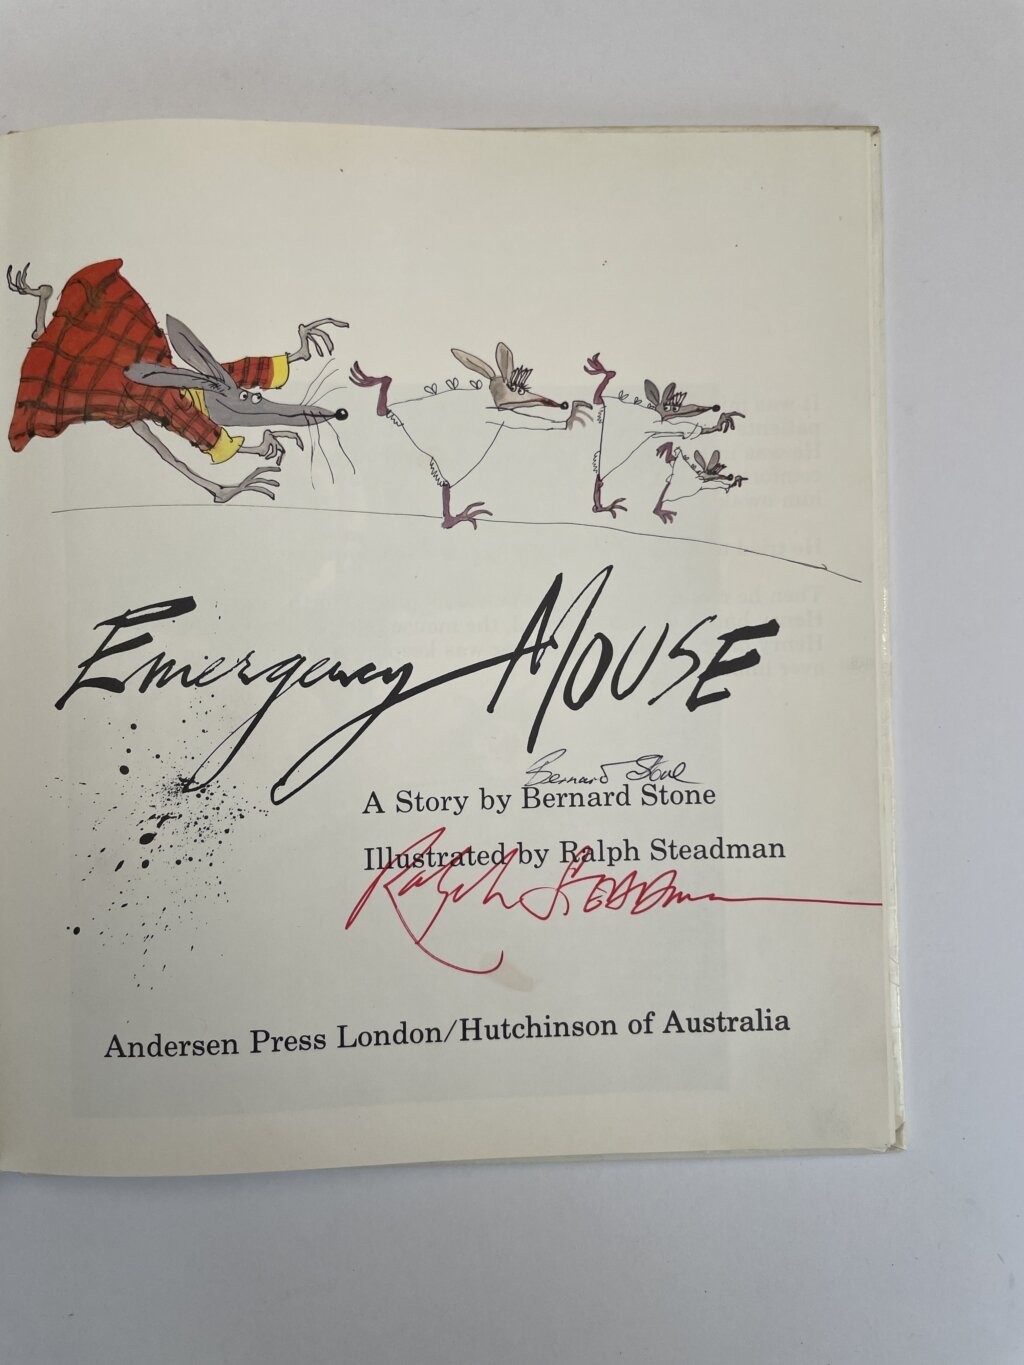 Emergency MOUSE
Bernard Stone
A Story by Bernard Stone
Illustrated by Ralph Steadman
Ralph STEADman
Andersen Press London/Hutchinson of Australia